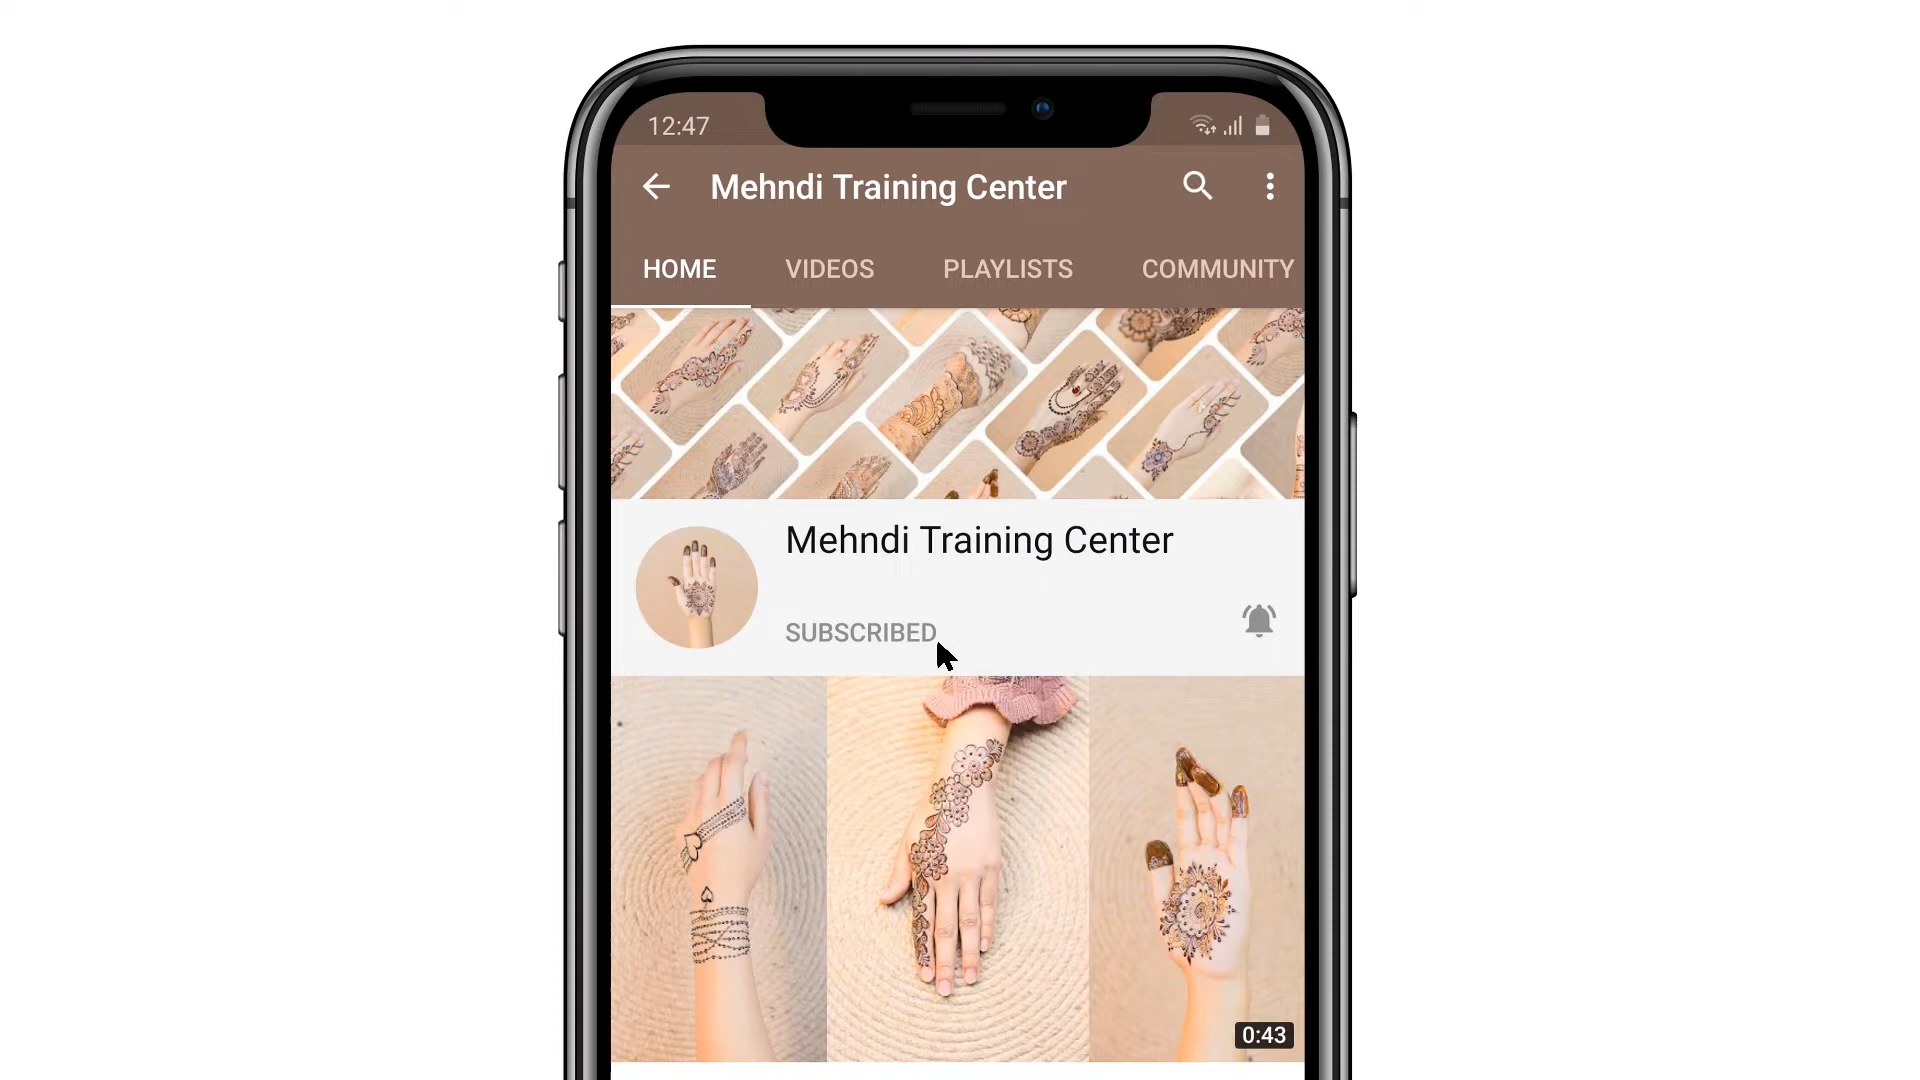 12:47
Mehndi Training Center
HOME VIDEOS PLAYLISTS COMMUNITY
Mehndi Training Center
SUBSCRIBED
0:43